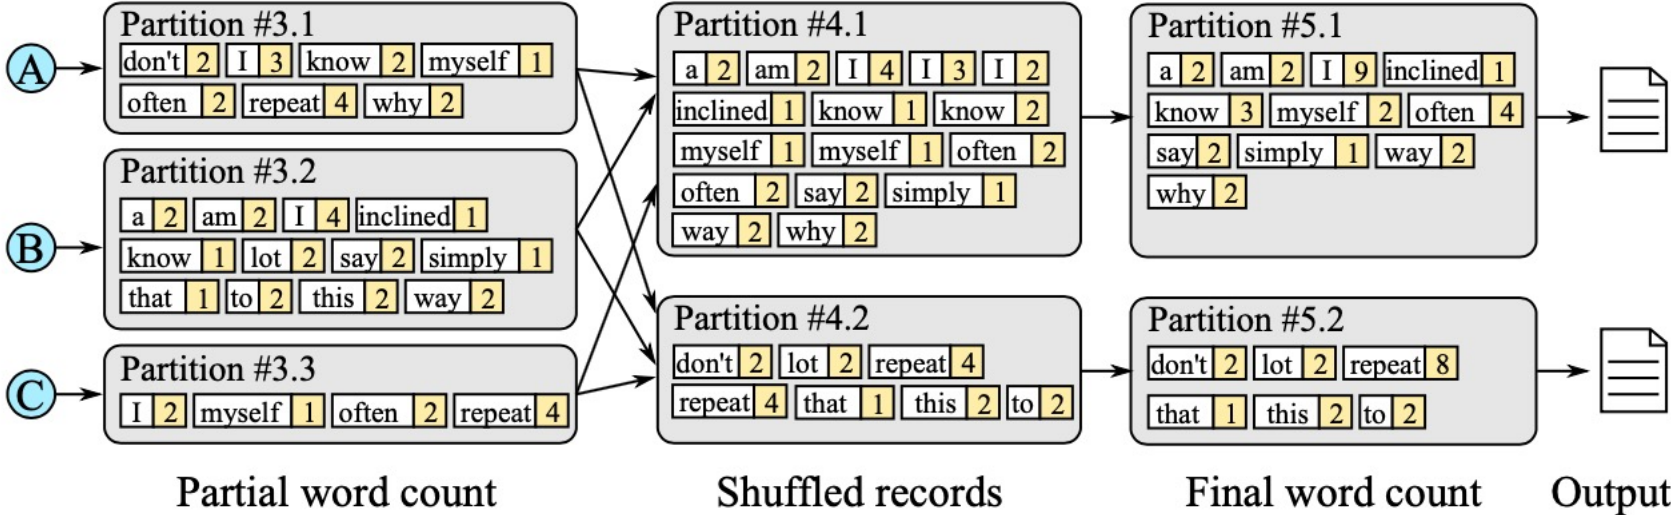 A
Partition #3.1
don't 2 I 3 know 2 myself 1
often 2 repeat 4 why 2
B
Partition #3.2
a 2 am 2 I 4 inclined 1
know 1 lot 2 say 2 simply 1
that 1 to 2 this 2 way 2
C
Partition #3.3
I 2 myself 1 often 2 repeat 4
Partial word count
Partition #4.1
a 2 am 2 I 4 I 3 I 2
inclined 1 know 1 know 2
myself 1 myself 1 often 2
often 2 say 2 simply 1
way 2 why 2
Partition #4.2
don't 2 lot 2 repeat 4
repeat 4 that 1 this 2 to 2
Shuffled records
Partition #5.1
a 2 am 2 I 9 inclined 1
know 3 myself 2 often 4
say 2 simply 1 way 2
why 2
Partition #5.2
don't 2 lot 2 repeat 8
that 1 this 2 to 2
Final word count
Output